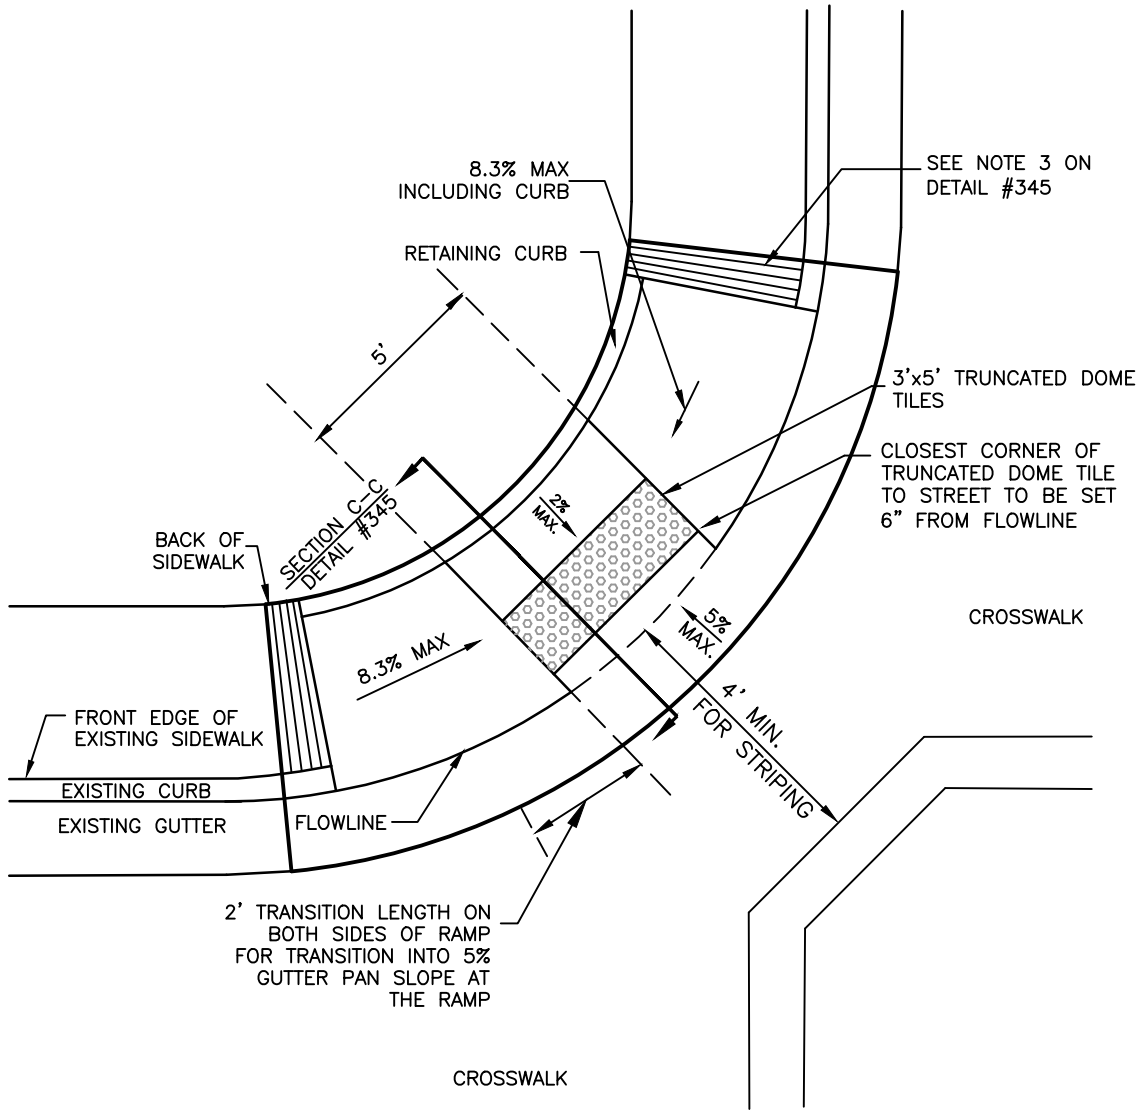 8.3% MAX
INCLUDING CURB
SEE NOTE 3 ON
DETAIL #345
RETAINING CURB
5'
3'x5' TRUNCATED DOME
TILES
CLOSEST CORNER OF
TRUNCATED DOME TILE
TO STREET TO BE SET
6" FROM FLOWLINE
SECTION C-C
DETAIL #345
2%
MAX.
BACK OF
SIDEWALK
CROSSWALK
5%
MAX.
8.3% MAX
4' MIN.
FOR STRIPING
FRONT EDGE OF
EXISTING SIDEWALK
EXISTING CURB
EXISTING GUTTER
FLOWLINE
2' TRANSITION LENGTH ON
BOTH SIDES OF RAMP
FOR TRANSITION INTO 5%
GUTTER PAN SLOPE AT
THE RAMP
CROSSWALK